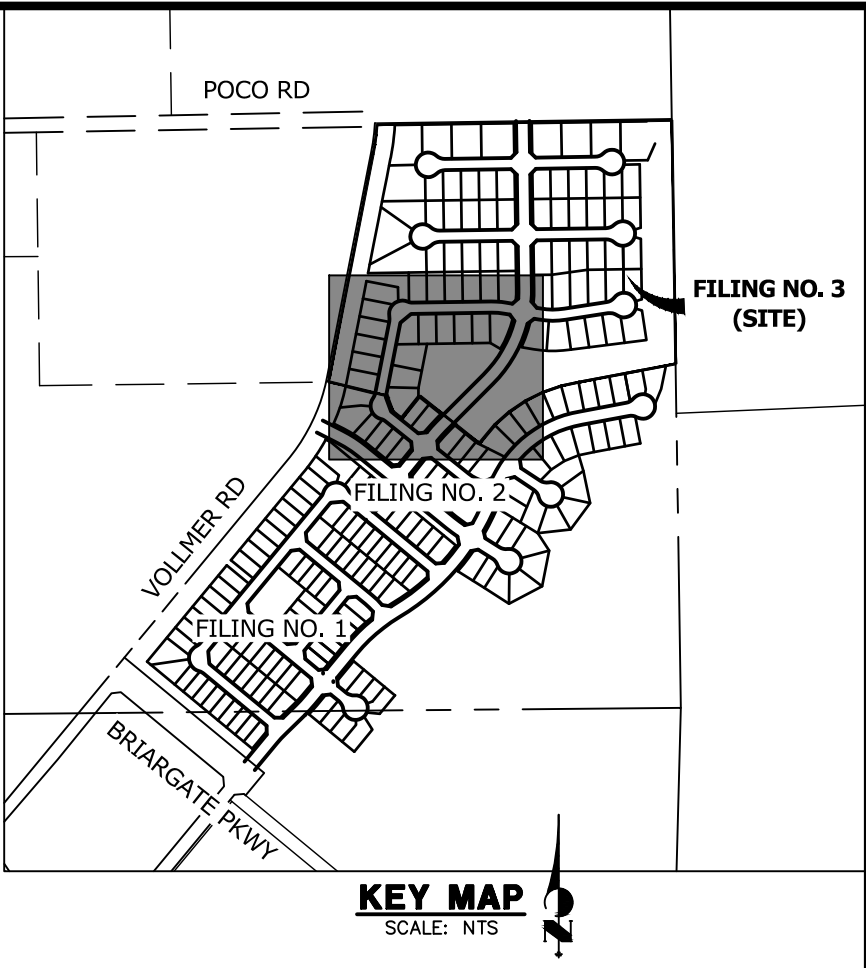 POCO RD
FILING NO. 3
(SITE)
FILING NO. 2
VOLLMER RD
FILING NO. 1
BRIARGATE PKWY
KEY MAP
SCALE: NTS
N